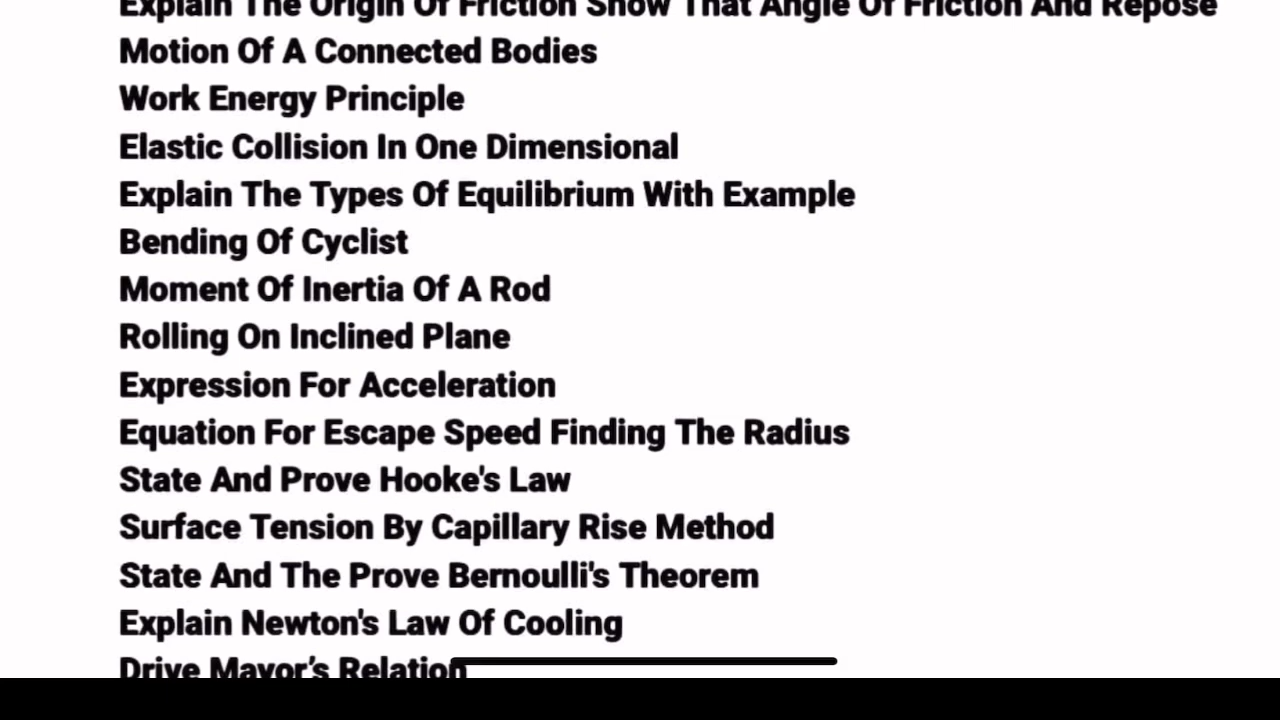 Explain The Origin Of Friction Show That Angle Of Friction And Repose
Motion Of A Connected Bodies
Work Energy Principle
Elastic Collision In One Dimensional
Explain The Types Of Equilibrium With Example
Bending Of Cyclist
Moment Of Inertia Of A Rod
Rolling On Inclined Plane
Expression For Acceleration
Equation For Escape Speed Finding The Radius
State And Prove Hooke's Law
Surface Tension By Capillary Rise Method
State And The Prove Bernoulli's Theorem
Explain Newton's Law Of Cooling
Drive Mayor's Relation